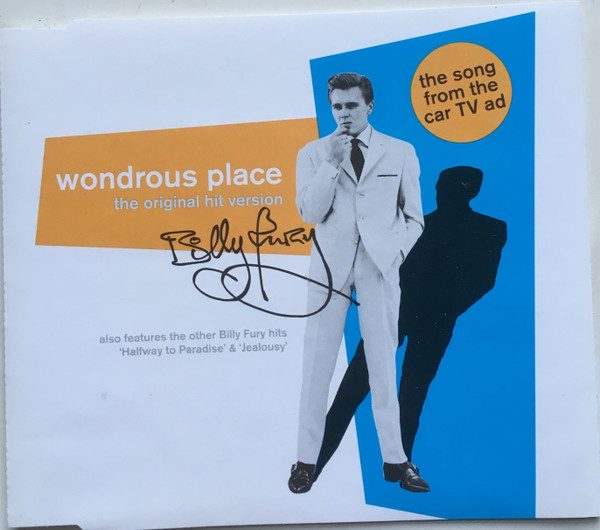 the song
from the
car TV ad
wondrous place
the original hit version
Billy Fury
also features the other Billy Fury hits
'Halfway to Paradise' & 'Jealousy'